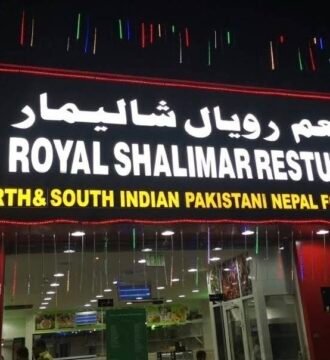 عم رويال شاليمار
ROYAL SHALIMAR RESTU
RTH & SOUTH INDIAN PAKISTANI NEPAL F